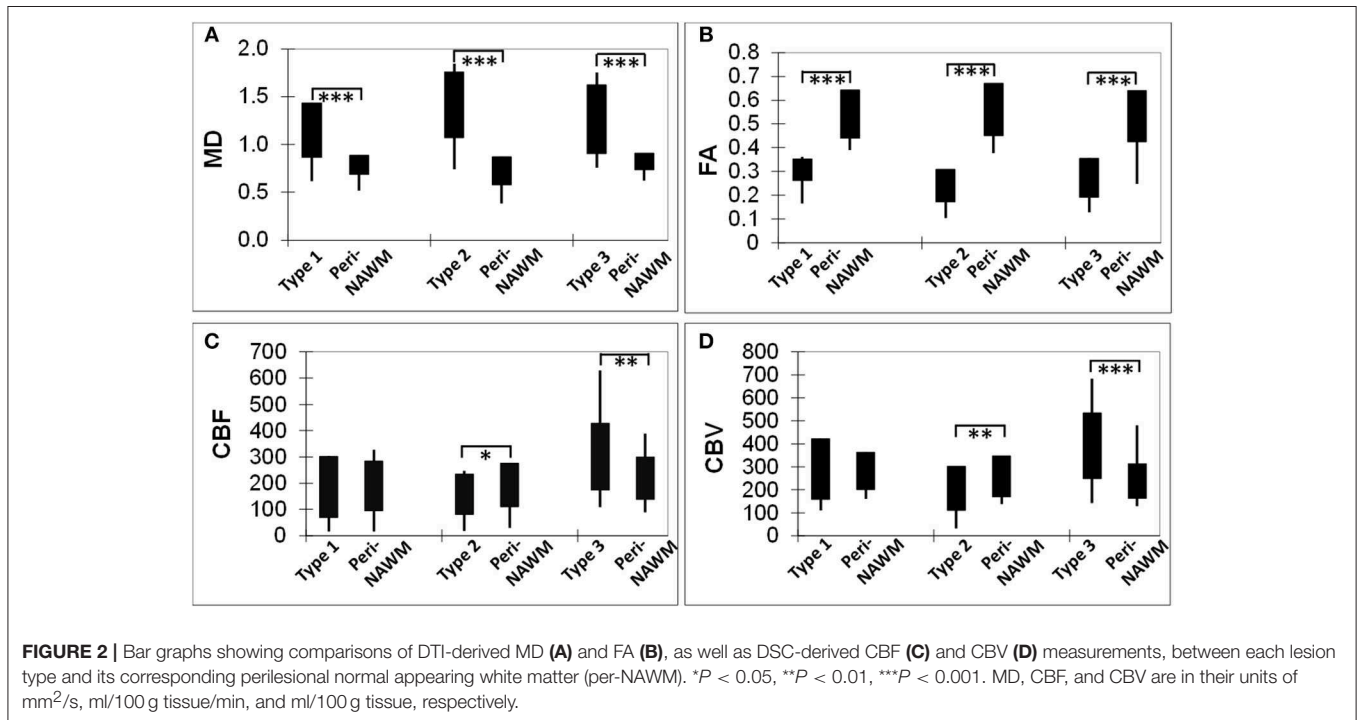 A
MD
2.0
1.5
1.0
0.5
0.0
***
***
***
Type 1
Peri-
NAWM
Type 2
Peri-
NAWM
Type 3
Peri-
NAWM
B
FA
0.8
0.7
0.6
0.5
0.4
0.3
0.2
0.1
0
***
***
***
Type 1
Peri-
NAWM
Type 2
Peri-
NAWM
Type 3
Peri-
NAWM
C
CBF
700
600
500
400
300
200
100
0
*
**
Type 1
Peri-
NAWM
Type 2
Peri-
NAWM
Type 3
Peri-
NAWM
D
CBV
800
700
600
500
400
300
200
100
0
**
***
Type 1
Peri-
NAWM
Type 2
Peri-
NAWM
Type 3
Peri-
NAWM
FIGURE 2 | Bar graphs showing comparisons of DTI-derived MD (A) and FA (B), as well as DSC-derived CBF (C) and CBV (D) measurements, between each lesion
type and its corresponding perilesional normal appearing white matter (per-NAWM). *P < 0.05, **P < 0.01, ***P < 0.001. MD, CBF, and CBV are in their units of
mm²/s, ml/100 g tissue/min, and ml/100 g tissue, respectively.